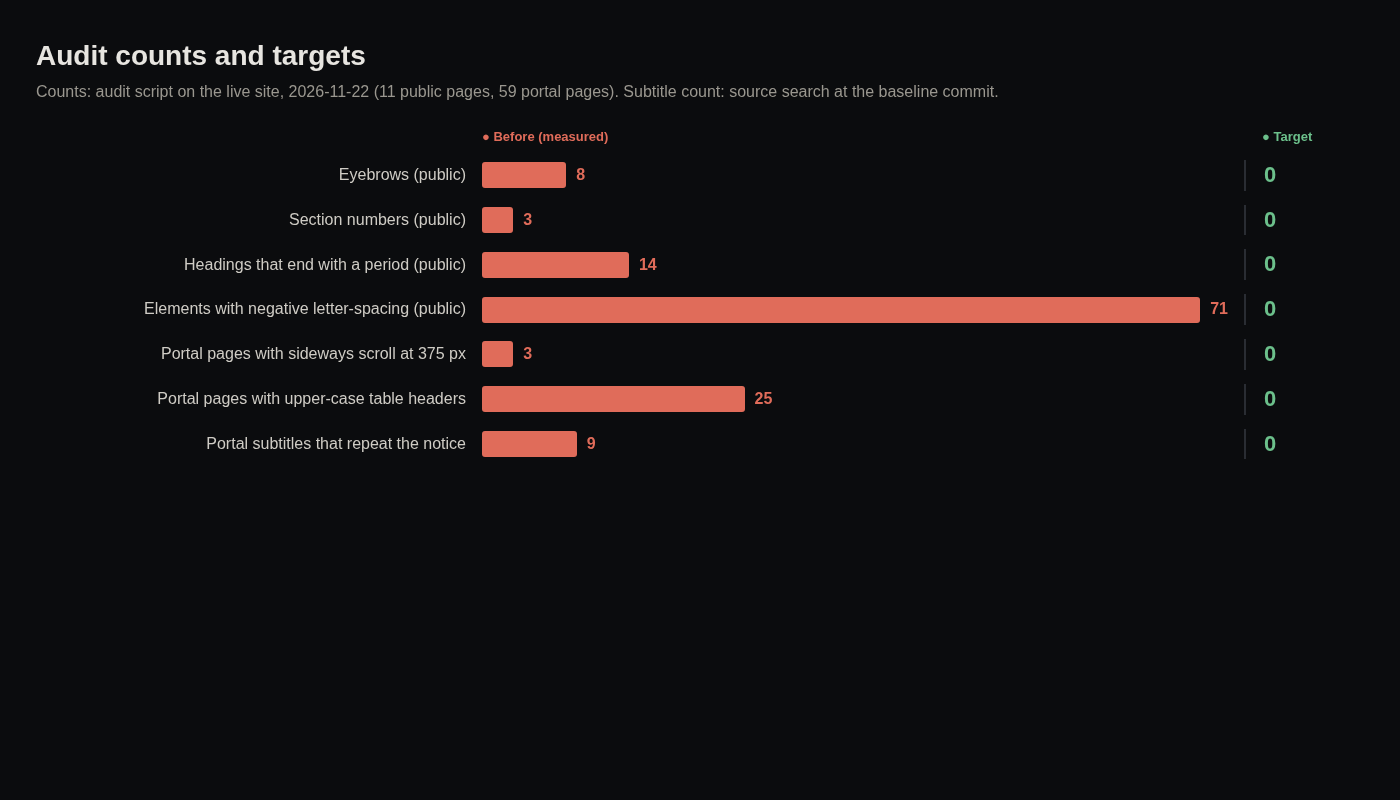 Audit counts and targets
Counts: audit script on the live site, 2026-11-22 (11 public pages, 59 portal pages). Subtitle count: source search at the baseline commit.
● Before (measured) ● Target
Eyebrows (public) 8 0
Section numbers (public) 3 0
Headings that end with a period (public) 14 0
Elements with negative letter-spacing (public) 71 0
Portal pages with sideways scroll at 375 px 3 0
Portal pages with upper-case table headers 25 0
Portal subtitles that repeat the notice 9 0